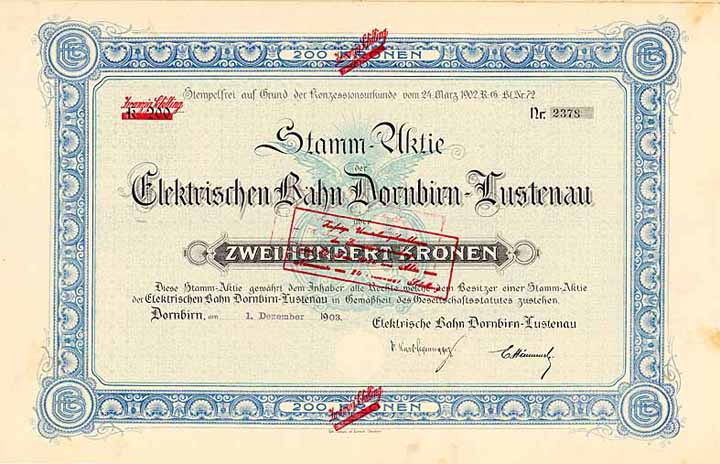 200 KRONEN
Zwanzig Schilling
Stempelfrei auf Grund der Konzessionsurkunde vom 24. März 1902, R. G. Bl. Nr. 72
Zwanzig Schilling
K 200
Nr. 2378
Stamm-Aktie
der
Elektrischen Bahn Dornbirn-Lustenau
über
ZWEIHUNDERT KRONEN
Diese Stamm-Aktie gewährt dem Inhaber alle Rechte welche dem Besitzer einer Stamm-Aktie
der Elektrischen Bahn Dornbirn-Lustenau in Gemäßheit des Gesellschaftsstatutes zustehen.
Dornbirn, am 1. Dezember 1903.
Elektrische Bahn Dornbirn-Lustenau
Zwanzig Schilling
200 KRONEN